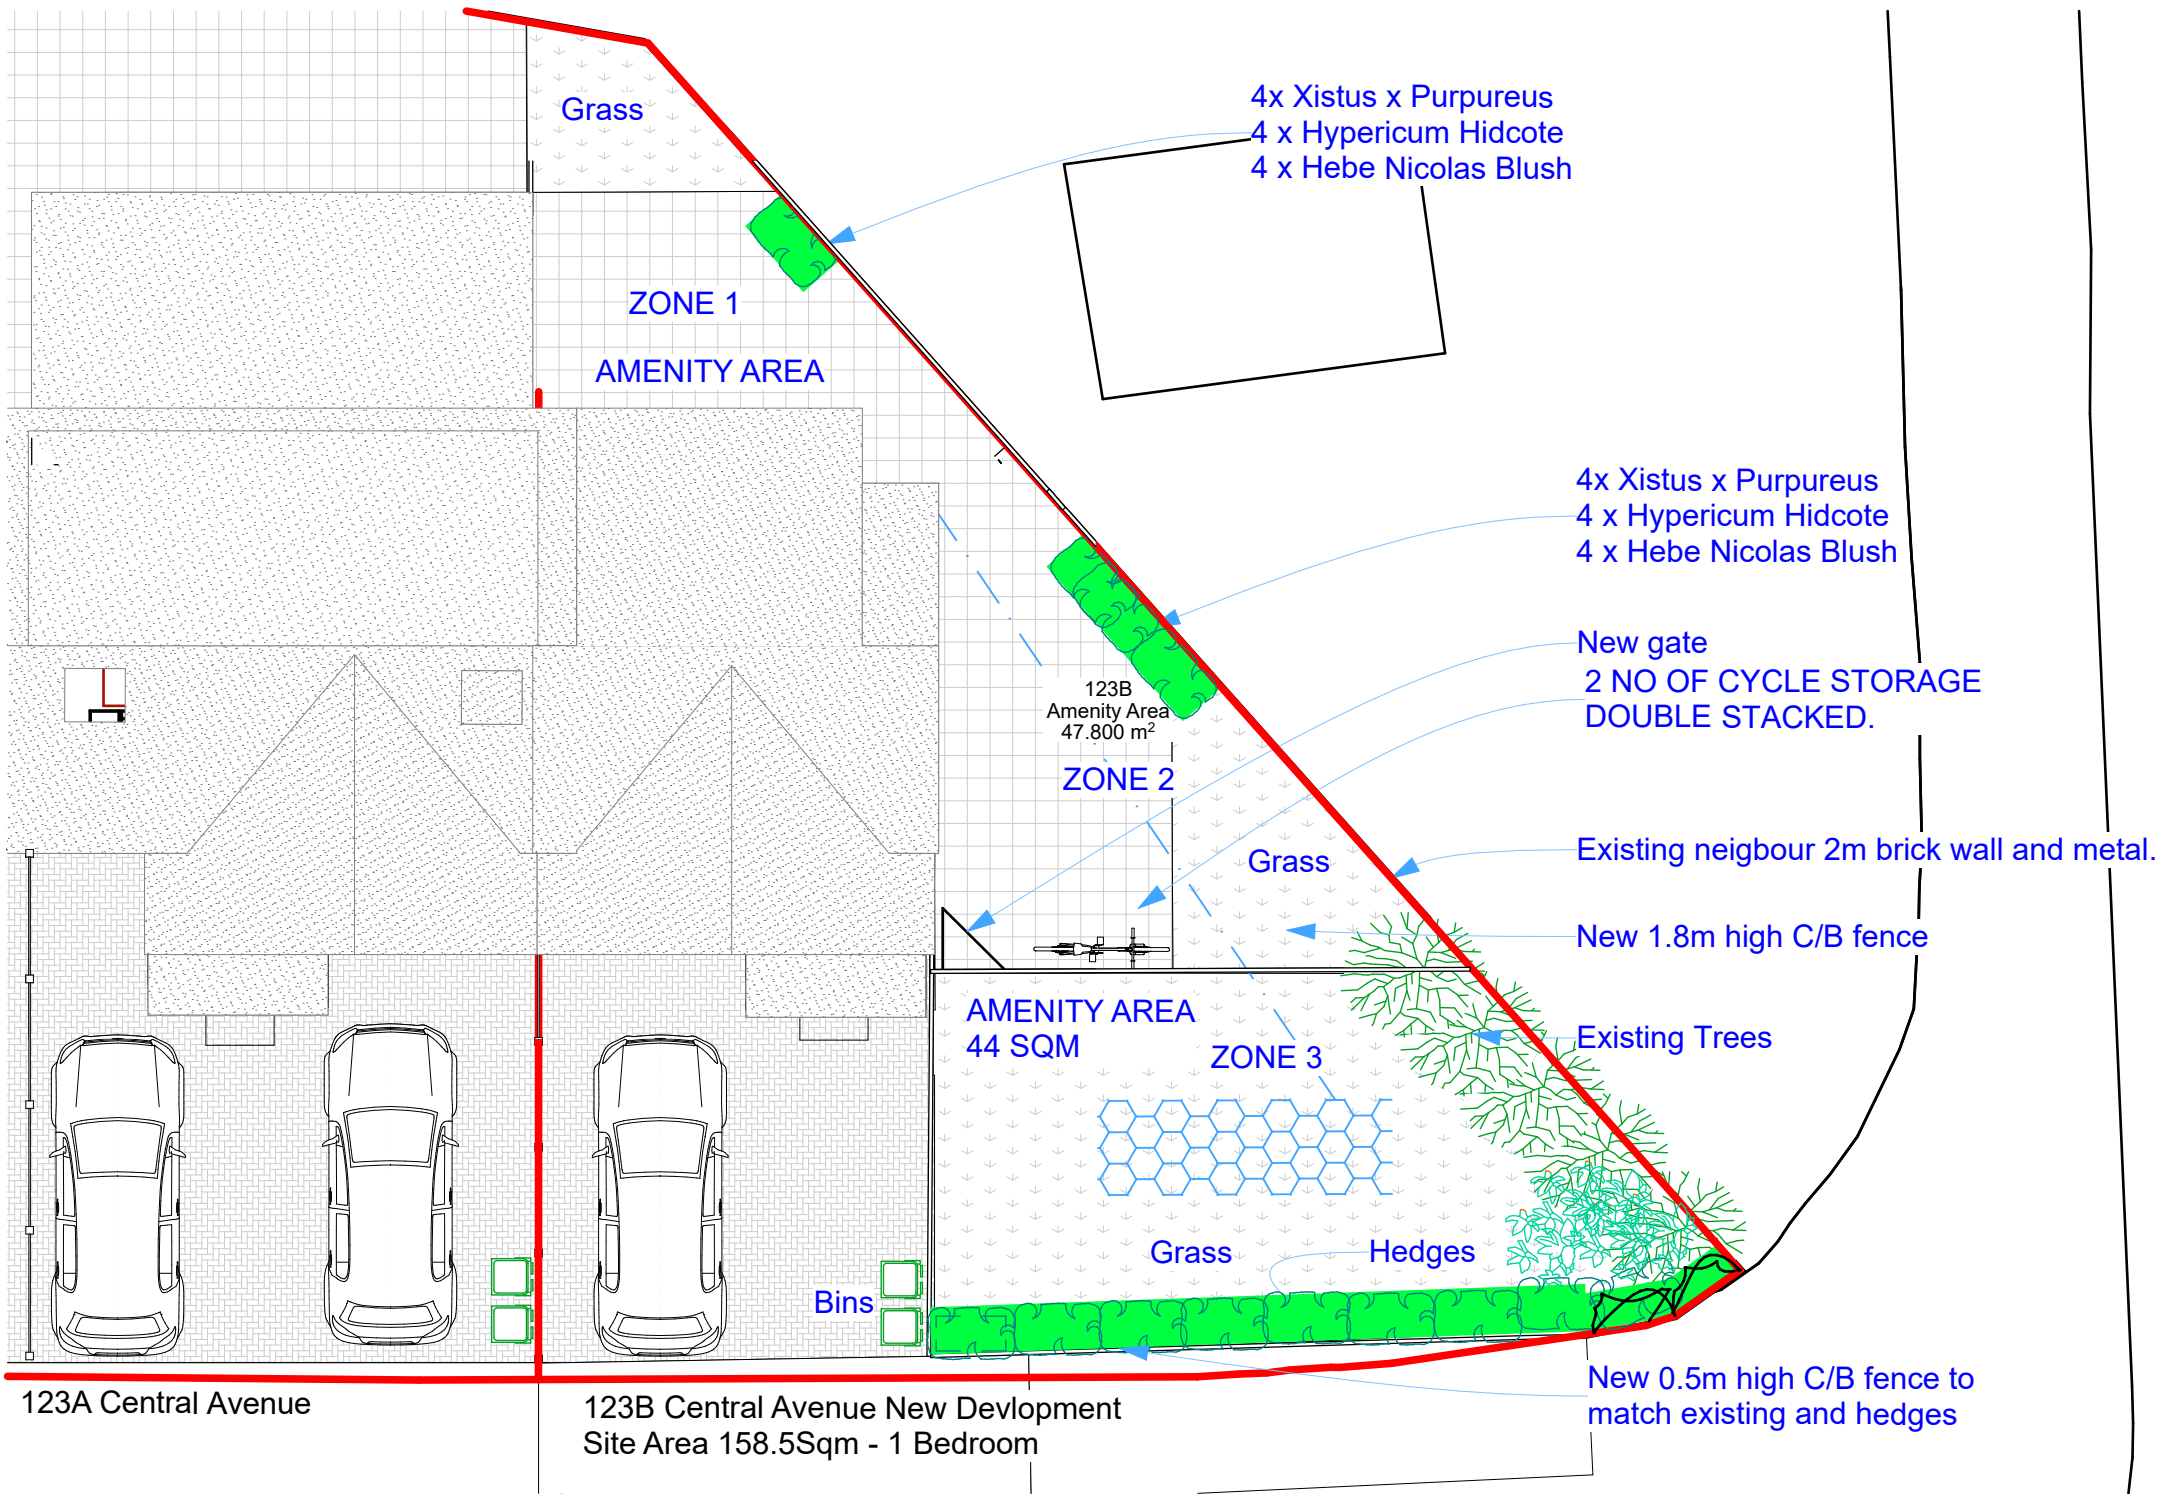 Grass
4x Xistus x Purpureus
4 x Hypericum Hidcote
4 x Hebe Nicolas Blush
ZONE 1
AMENITY AREA
4x Xistus x Purpureus
4 x Hypericum Hidcote
4 x Hebe Nicolas Blush
New gate
2 NO OF CYCLE STORAGE
DOUBLE STACKED.
123B
Amenity Area
47.800 m²
ZONE 2
Grass
Existing neigbour 2m brick wall and metal.
New 1.8m high C/B fence
AMENITY AREA
44 SQM
ZONE 3
Existing Trees
Grass
Hedges
Bins
New 0.5m high C/B fence to
match existing and hedges
123A Central Avenue
123B Central Avenue New Devlopment
Site Area 158.5Sqm - 1 Bedroom